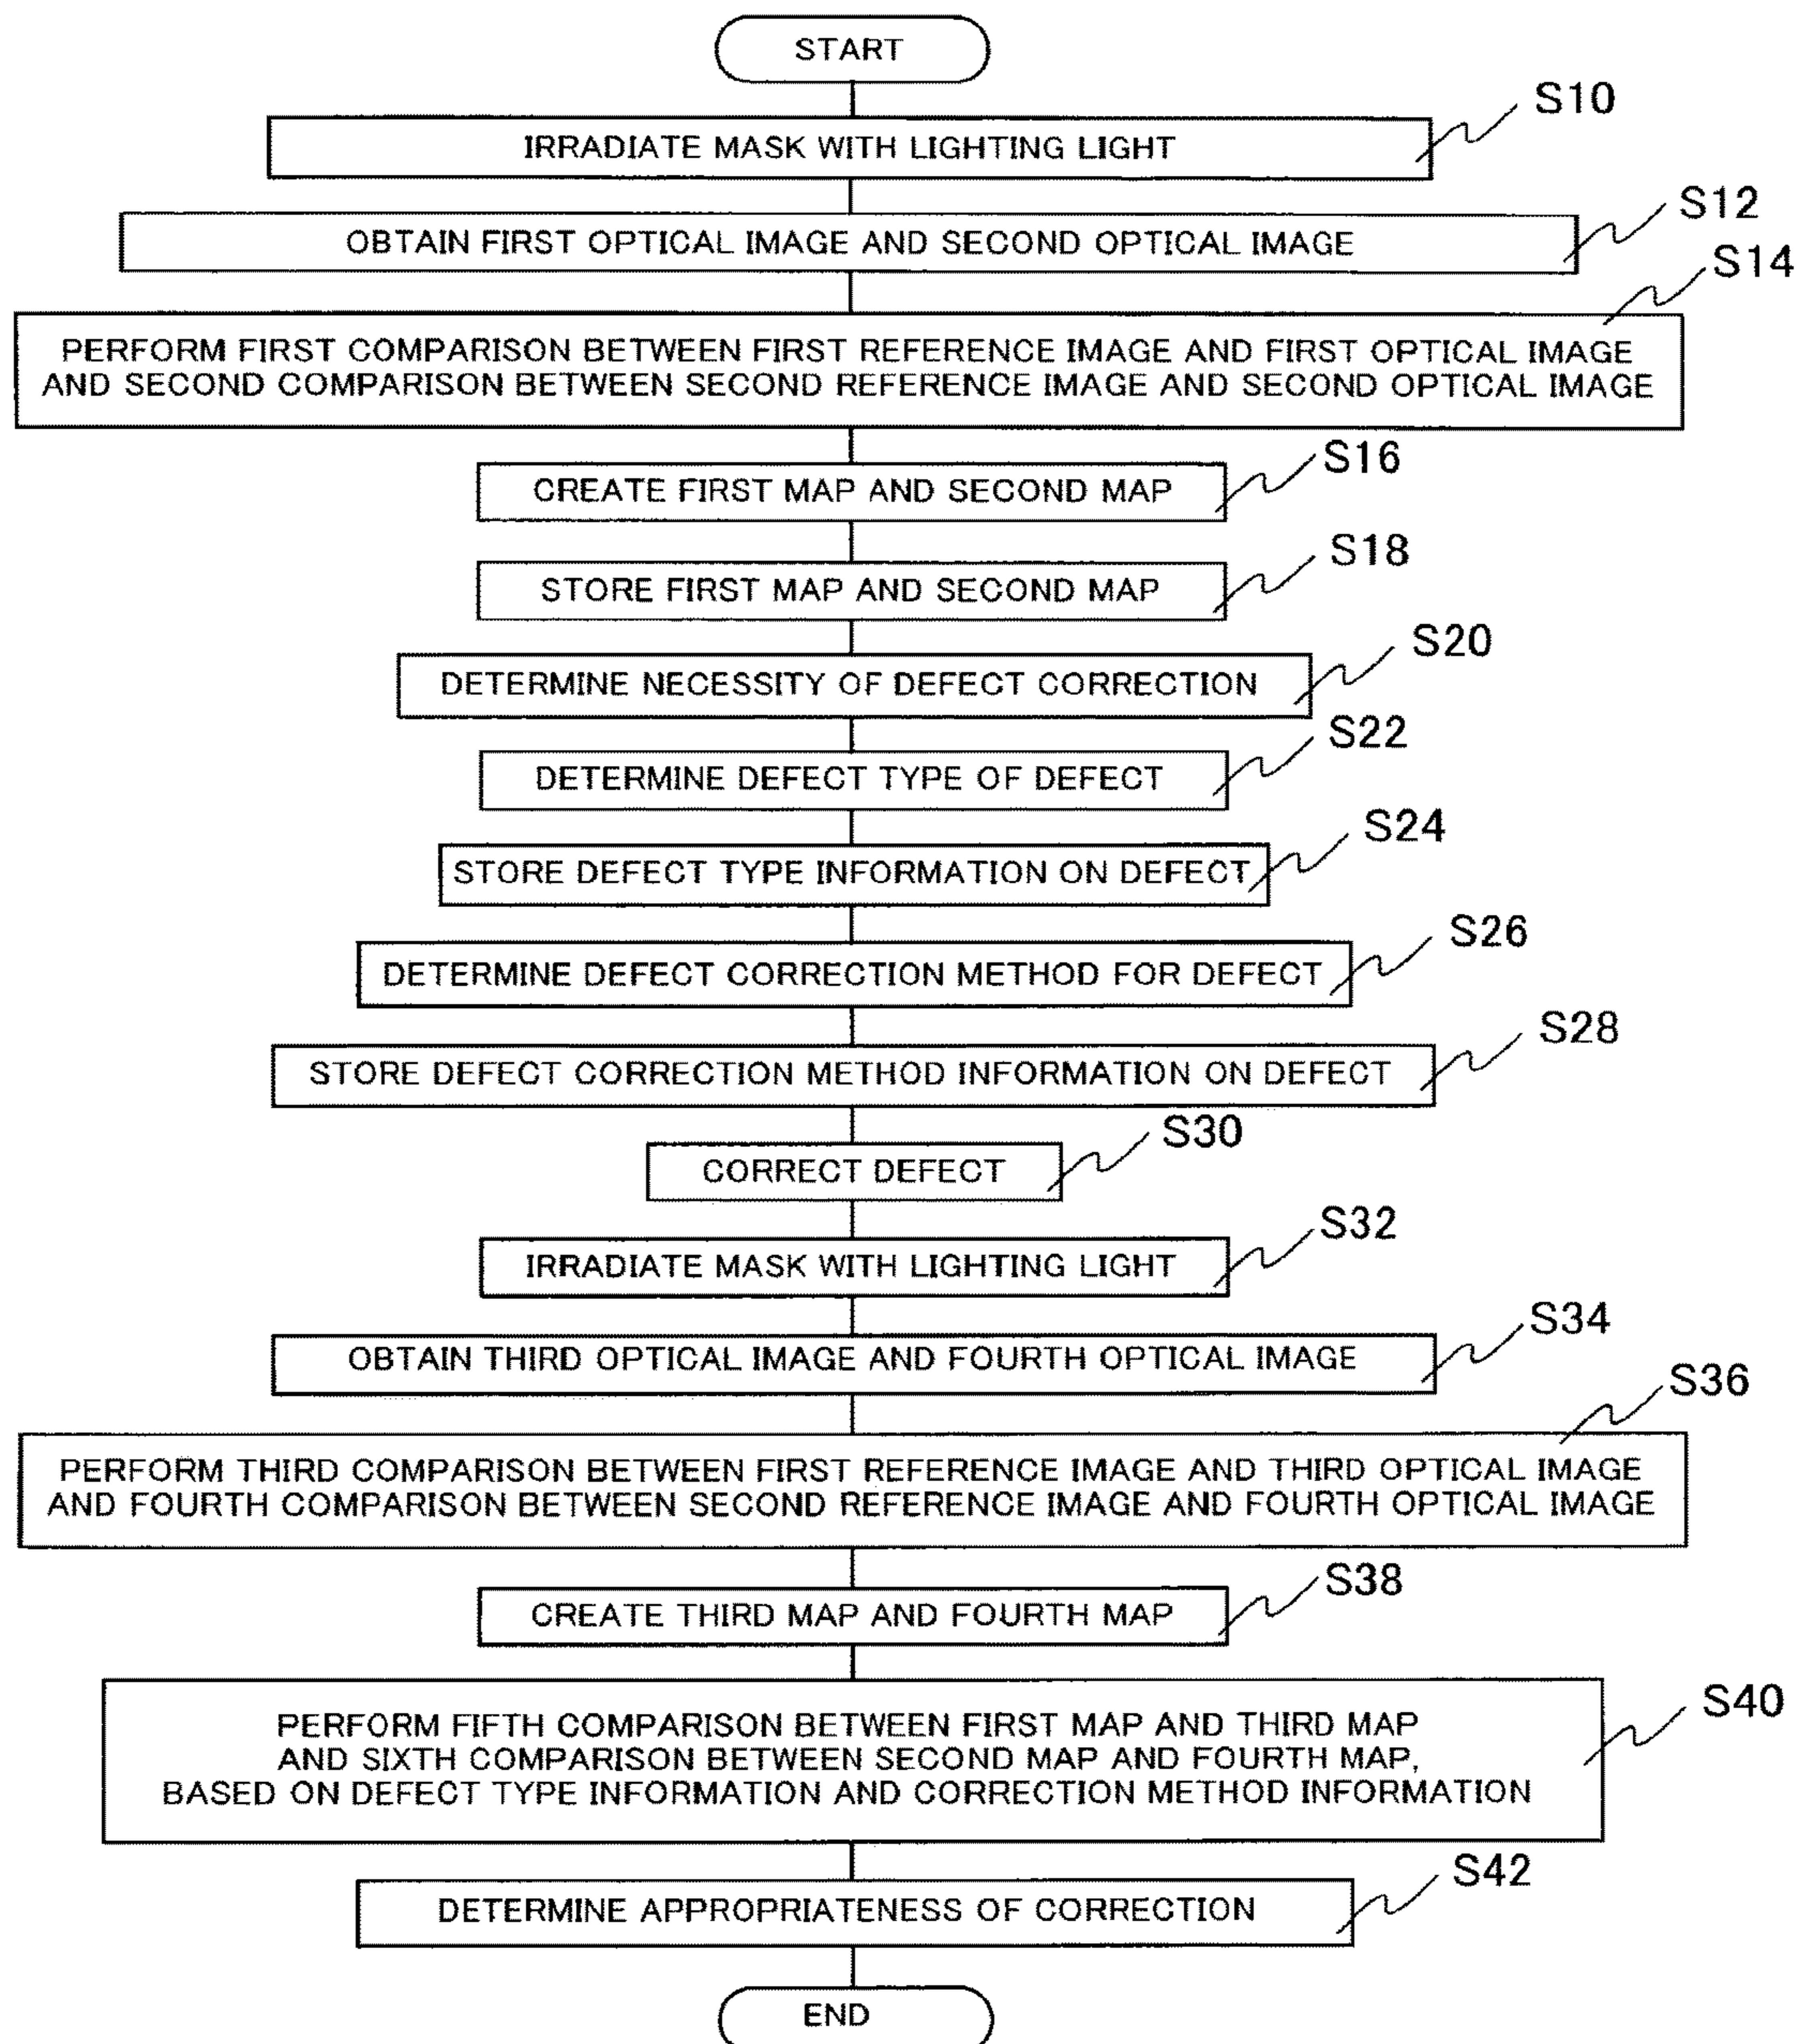 START
S10
IRRADIATE MASK WITH LIGHTING LIGHT
S12
OBTAIN FIRST OPTICAL IMAGE AND SECOND OPTICAL IMAGE
S14
PERFORM FIRST COMPARISON BETWEEN FIRST REFERENCE IMAGE AND FIRST OPTICAL IMAGE
AND SECOND COMPARISON BETWEEN SECOND REFERENCE IMAGE AND SECOND OPTICAL IMAGE
S16
CREATE FIRST MAP AND SECOND MAP
S18
STORE FIRST MAP AND SECOND MAP
S20
DETERMINE NECESSITY OF DEFECT CORRECTION
S22
DETERMINE DEFECT TYPE OF DEFECT
S24
STORE DEFECT TYPE INFORMATION ON DEFECT
S26
DETERMINE DEFECT CORRECTION METHOD FOR DEFECT
S28
STORE DEFECT CORRECTION METHOD INFORMATION ON DEFECT
S30
CORRECT DEFECT
S32
IRRADIATE MASK WITH LIGHTING LIGHT
S34
OBTAIN THIRD OPTICAL IMAGE AND FOURTH OPTICAL IMAGE
S36
PERFORM THIRD COMPARISON BETWEEN FIRST REFERENCE IMAGE AND THIRD OPTICAL IMAGE
AND FOURTH COMPARISON BETWEEN SECOND REFERENCE IMAGE AND FOURTH OPTICAL IMAGE
S38
CREATE THIRD MAP AND FOURTH MAP
S40
PERFORM FIFTH COMPARISON BETWEEN FIRST MAP AND THIRD MAP
AND SIXTH COMPARISON BETWEEN SECOND MAP AND FOURTH MAP,
BASED ON DEFECT TYPE INFORMATION AND CORRECTION METHOD INFORMATION
S42
DETERMINE APPROPRIATENESS OF CORRECTION
END